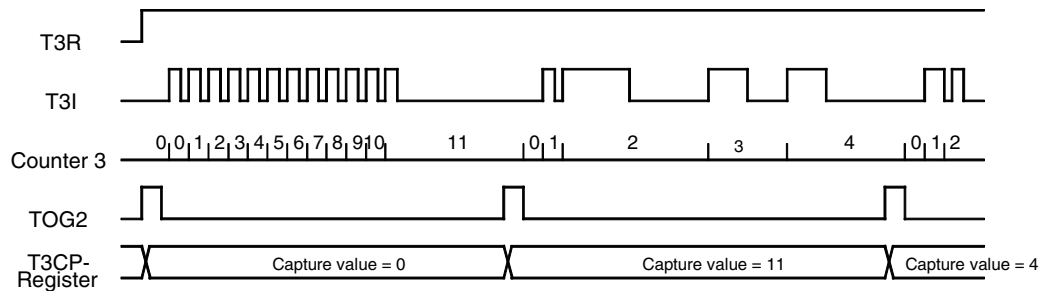 T3R
T3I
Counter 3 0 0 1 2 3 4 5 6 7 8 9 10 11 0 1 2 3 4 0 1 2
TOG2
T3CP-
Register
Capture value = 0 Capture value = 11 Capture value = 4